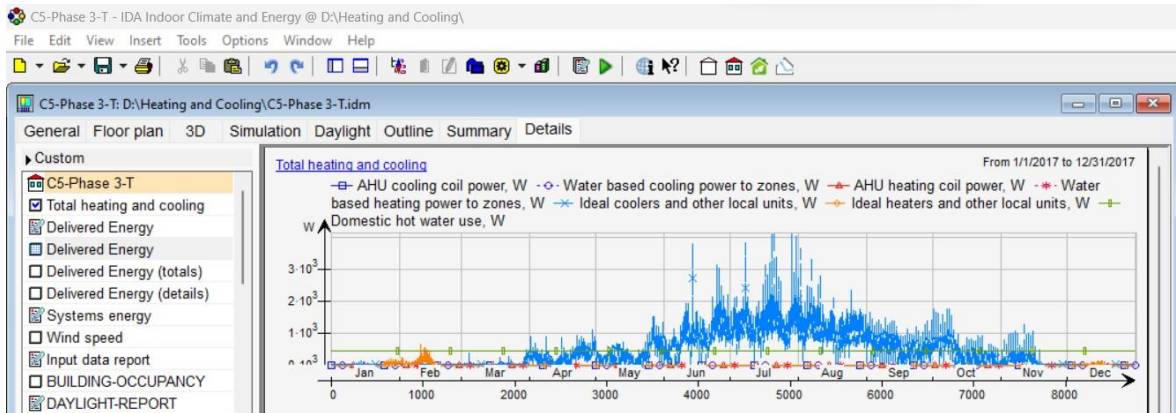 C5-Phase 3-T - IDA Indoor Climate and Energy @ D:\Heating and Cooling\
File Edit View Insert Tools Options Window Help
C5-Phase 3-T: D:\Heating and Cooling\C5-Phase 3-T.idm
General Floor plan 3D Simulation Daylight Outline Summary Details
Custom
C5-Phase 3-T
Total heating and cooling
Delivered Energy
Delivered Energy
Delivered Energy (totals)
Delivered Energy (details)
Systems energy
Wind speed
Input data report
BUILDING-OCCUPANCY
DAYLIGHT-REPORT
Total heating and cooling
From 1/1/2017 to 12/31/2017
AHU cooling coil power, W Water based cooling power to zones, W AHU heating coil power, W Water
based heating power to zones, W Ideal coolers and other local units, W Ideal heaters and other local units, W
Domestic hot water use, W
W
3·10³
2·10³
1·10³
0·10³
Jan Feb Mar Apr May Jun Jul Aug Sep Oct Nov Dec
0 1000 2000 3000 4000 5000 6000 7000 8000